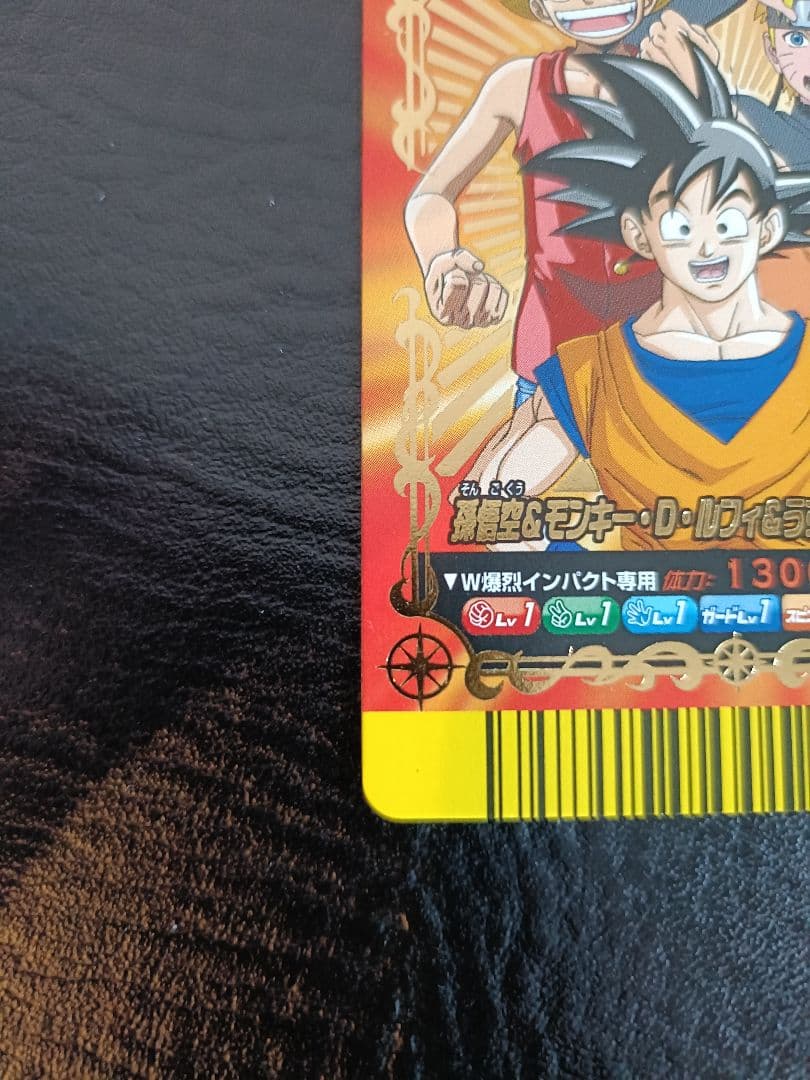 そん ご くう
孫悟空&モンキー・D・ルフィ&う
▼W爆烈インパクト専用 体力: 1300
Lv1 Lv1 Lv1 ガードLv1 スピ